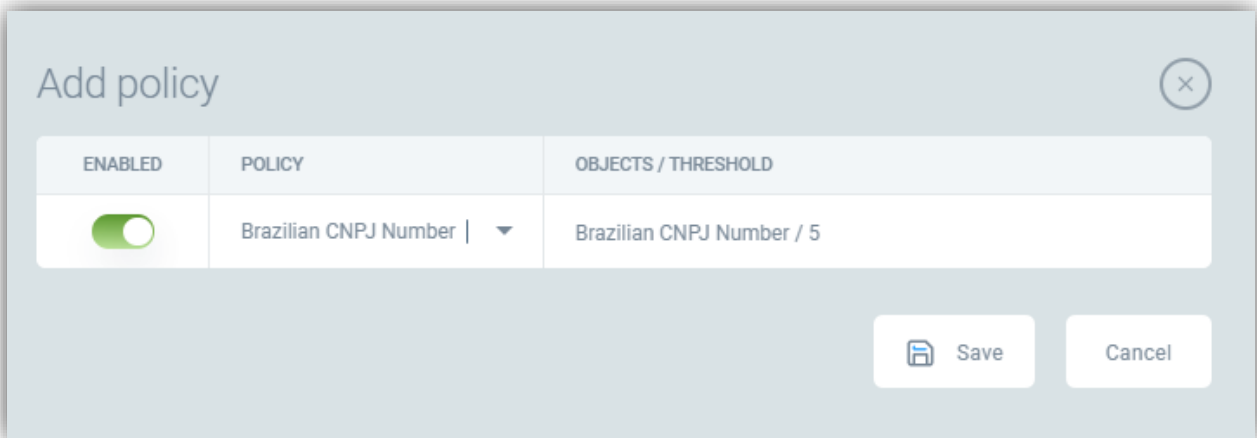 Add policy
ENABLED POLICY OBJECTS / THRESHOLD
Brazilian CNPJ Number Brazilian CNPJ Number / 5
Save Cancel